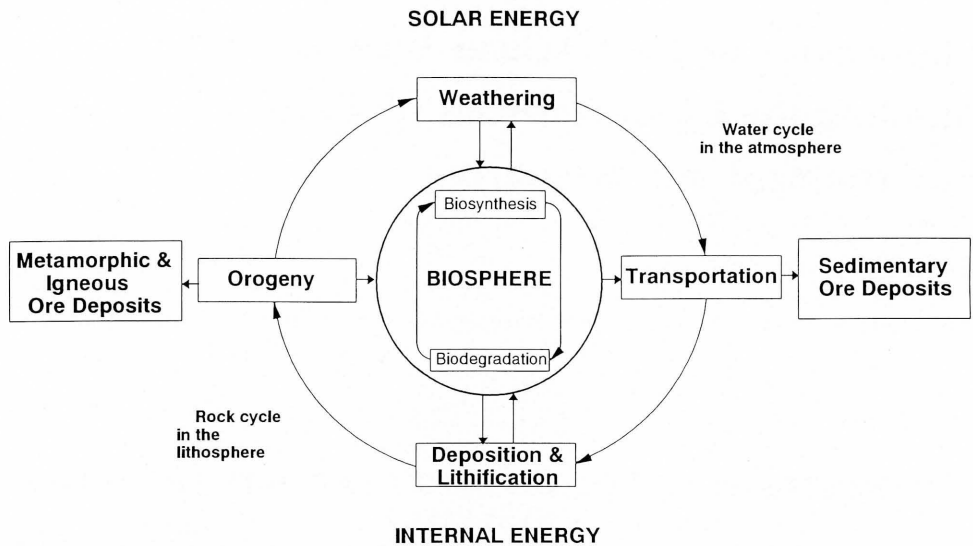 SOLAR ENERGY
Weathering
Water cycle
in the atmosphere
Biosynthesis
Metamorphic &
Igneous
Ore Deposits
Orogeny
BIOSPHERE
Transportation
Sedimentary
Ore Deposits
Biodegradation
Rock cycle
in the
lithosphere
Deposition &
Lithification
INTERNAL ENERGY